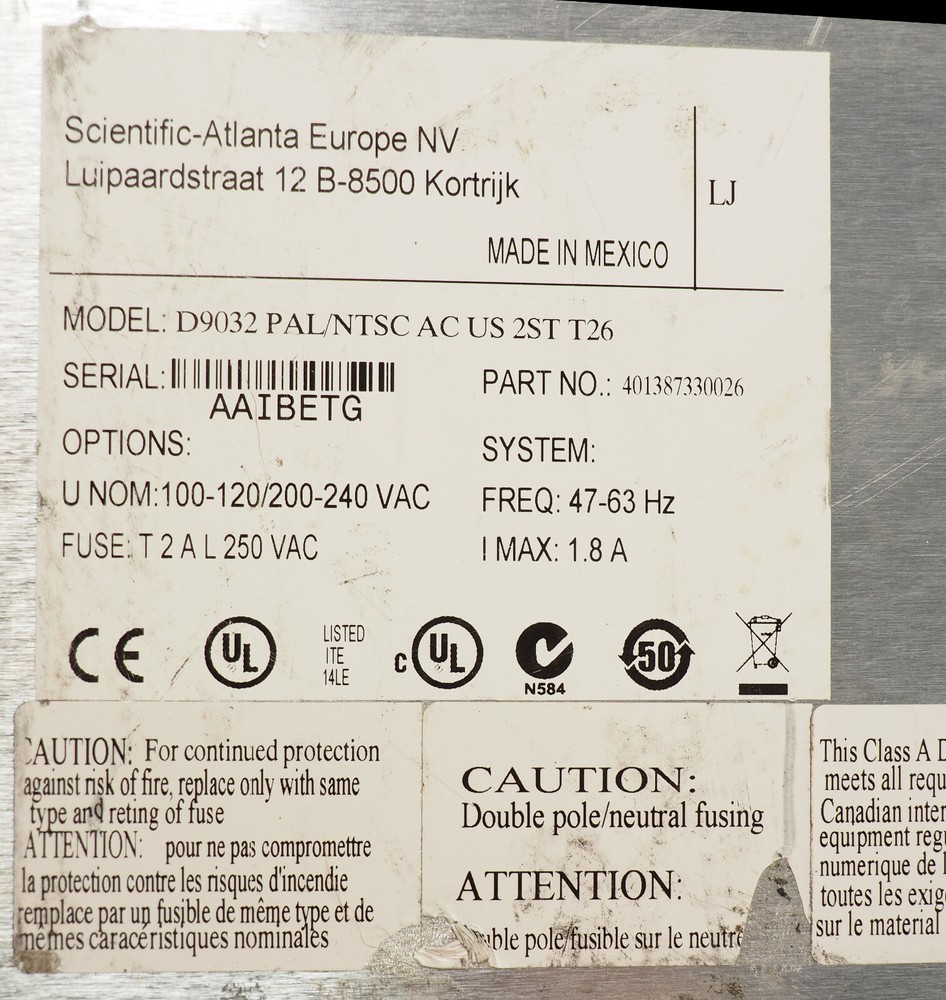 Scientific-Atlanta Europe NV
Luipaardstraat 12 B-8500 Kortrijk
LJ
MADE IN MEXICO
MODEL: D9032 PAL/NTSC AC US 2ST T26
SERIAL:
AAIBETG
PART NO.: 401387330026
OPTIONS:
SYSTEM:
U NOM:100-120/200-240 VAC
FREQ: 47-63 Hz
FUSE: T 2 A L 250 VAC
I MAX: 1.8 A
CE
UL
LISTED
ITE
14LE
c UL
N584
50
CAUTION: For continued protection
against risk of fire, replace only with same
type and reting of fuse
ATTENTION: pour ne pas compromettre
la protection contre les risques d'incendie
remplace par un fusible de même type et de
mêmes caracéristiques nominales
CAUTION:
Double pole/neutral fusing
ATTENTION:
pole/fusible sur le neutre
This Class A
meets all
Canadian
equipment
numerique de
toutes les
sur le material